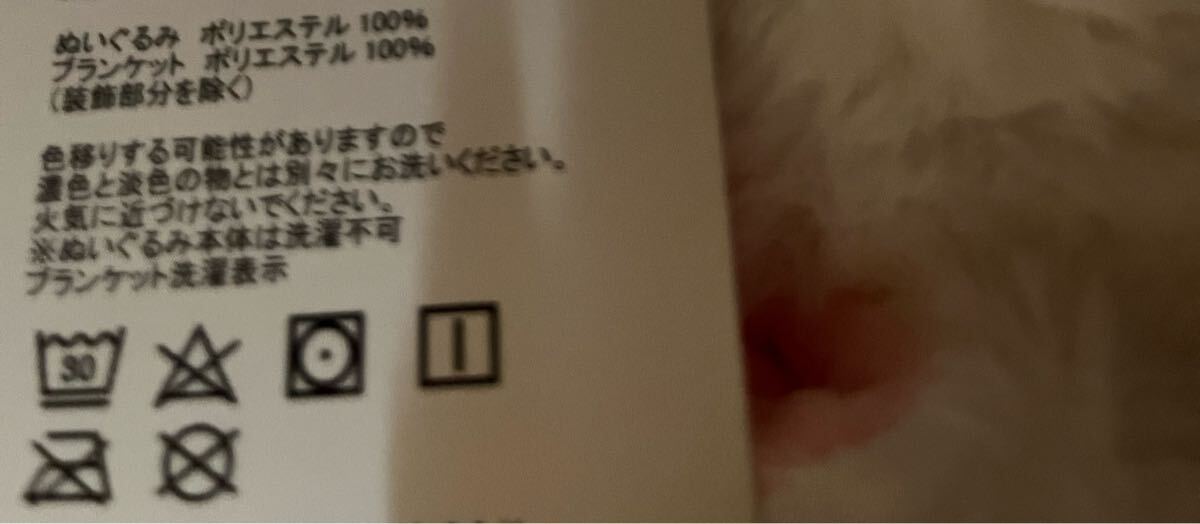 ぬいぐるみ ポリエステル 100%
ブランケット ポリエステル 100%
(装飾部分を除く)
色移りする可能性がありますので
濃色と淡色の物とは別々にお洗いください。
火気に近づけないでください。
※ぬいぐるみ本体は洗濯不可
ブランケット洗濯表示
30